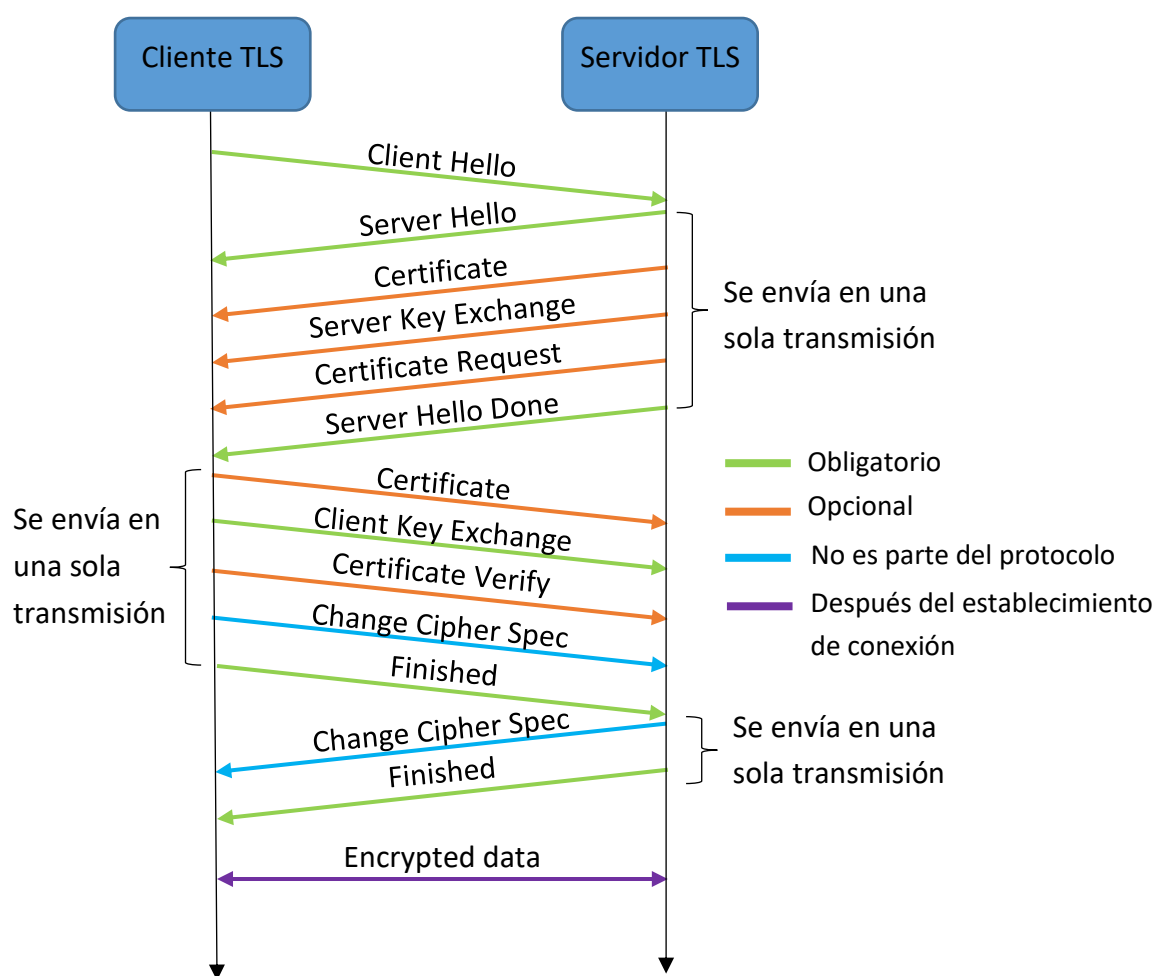 Cliente TLS
Servidor TLS
Client Hello
Server Hello
Certificate
Server Key Exchange
Certificate Request
Server Hello Done
Se envía en una
sola transmisión
Obligatorio
Opcional
No es parte del protocolo
Después del establecimiento
de conexión
Certificate
Client Key Exchange
Certificate Verify
Change Cipher Spec
Finished
Se envía en
una sola
transmisión
Change Cipher Spec
Finished
Se envía en una
sola transmisión
Encrypted data